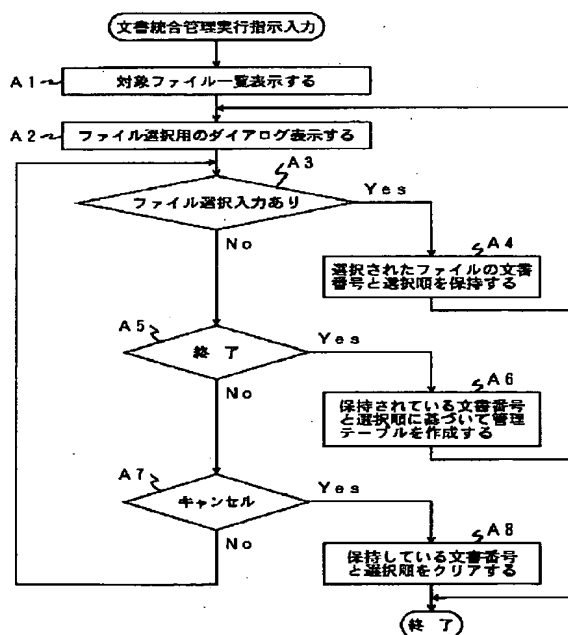 文書統合管理実行指示入力
A1
対象ファイル一覧表示する
A2
ファイル選択用のダイアログ表示する
A3
ファイル選択入力あり
Yes
No
A4
選択されたファイルの文書
番号と選択順を保持する
A5
終了
Yes
No
A6
保持されている文書番号
と選択順に基づいて管理
テーブルを作成する
A7
キャンセル
Yes
No
A8
保持している文書番号
と選択順をクリアする
終了